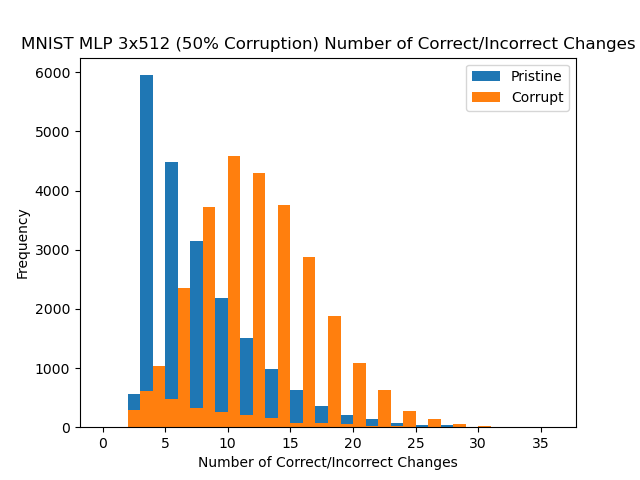 MNIST MLP 3x512 (50% Corruption) Number of Correct/Incorrect Changes
Pristine
Corrupt
Frequency
6000
5000
4000
3000
2000
1000
0
0 5 10 15 20 25 30 35
Number of Correct/Incorrect Changes